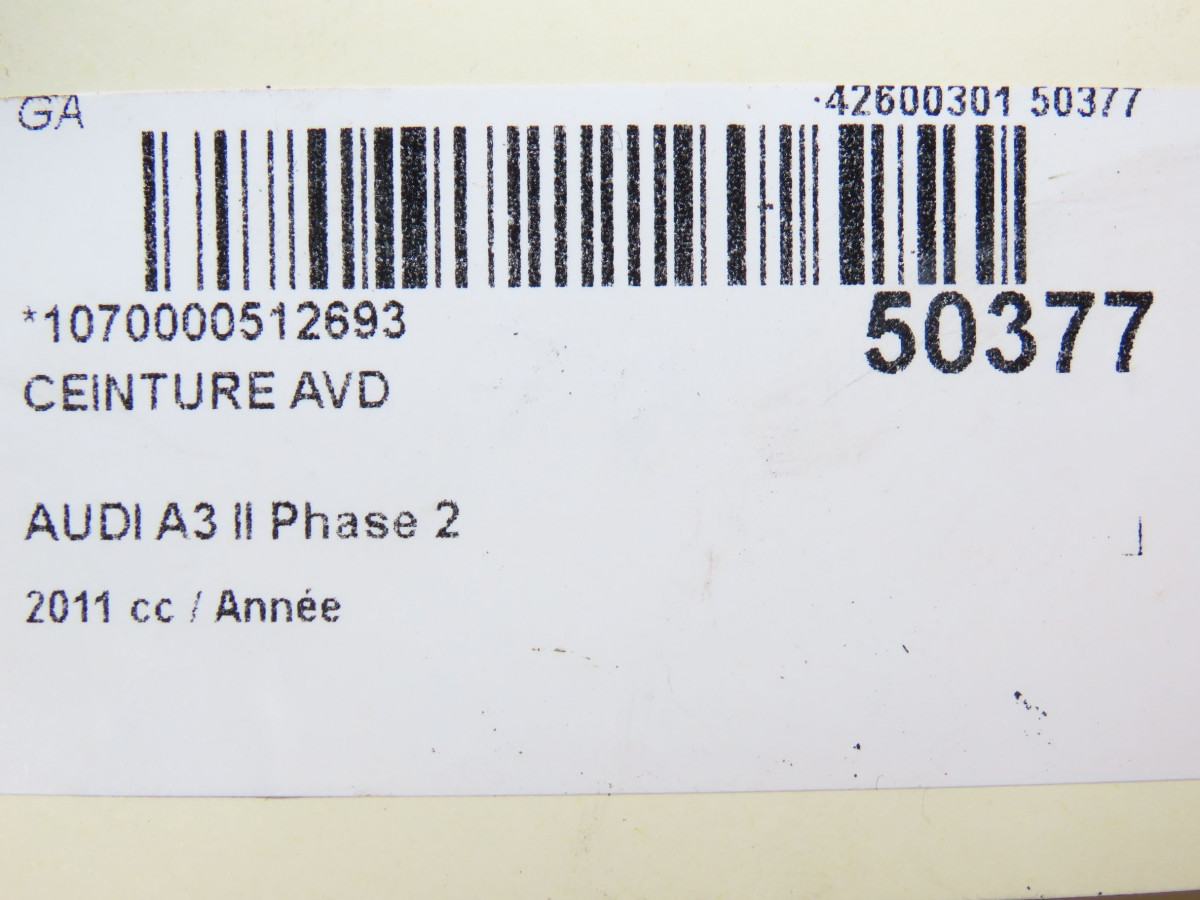 GA
42600301 50377
*1070000512693
50377
CEINTURE AVD
AUDI A3 II Phase 2
2011 cc / Année